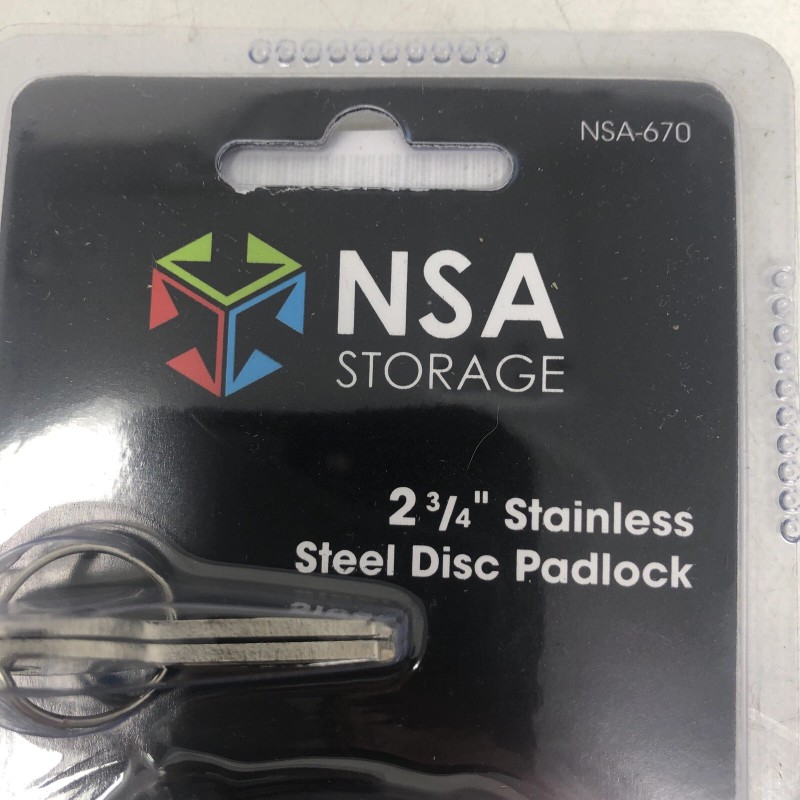 NSA-670
NSA
STORAGE
2 3/4" Stainless
Steel Disc Padlock